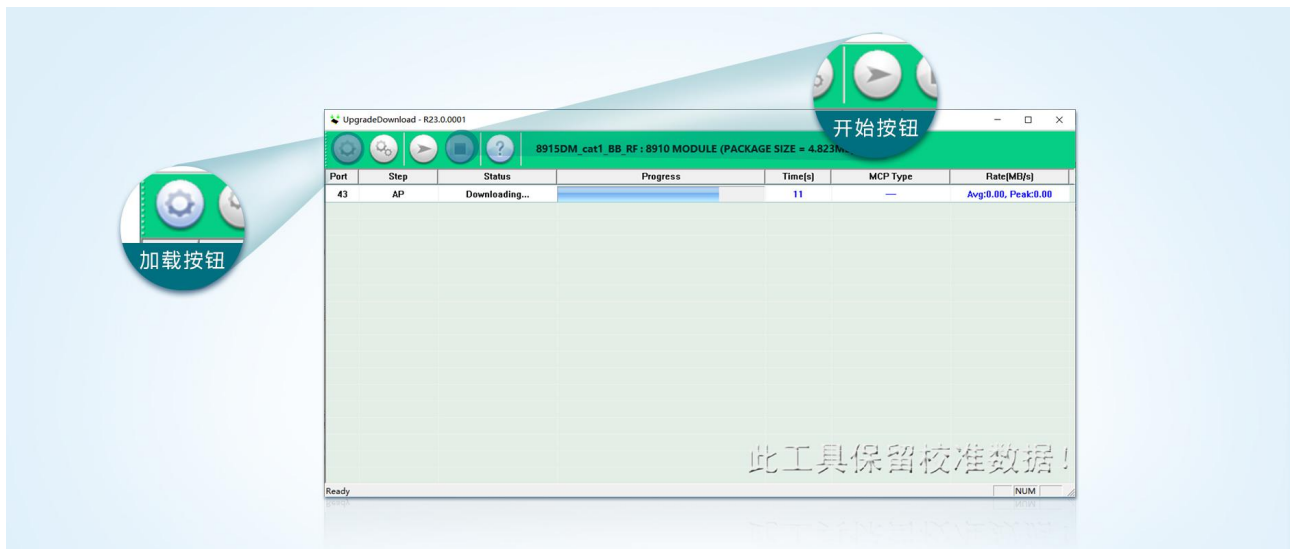 开始按钮
UpgradeDownload - R23.0.0001
8915DM_cat1_BB_RF : 8910 MODULE (PACKAGE SIZE = 4.823M
Port Step Status Progress Time(s) MCP Type Rate(MB/s)
43 AP Downloading... 11 — Avg:0.00, Peak:0.00
加载按钮
此工具保留校准数据!
Ready NUM